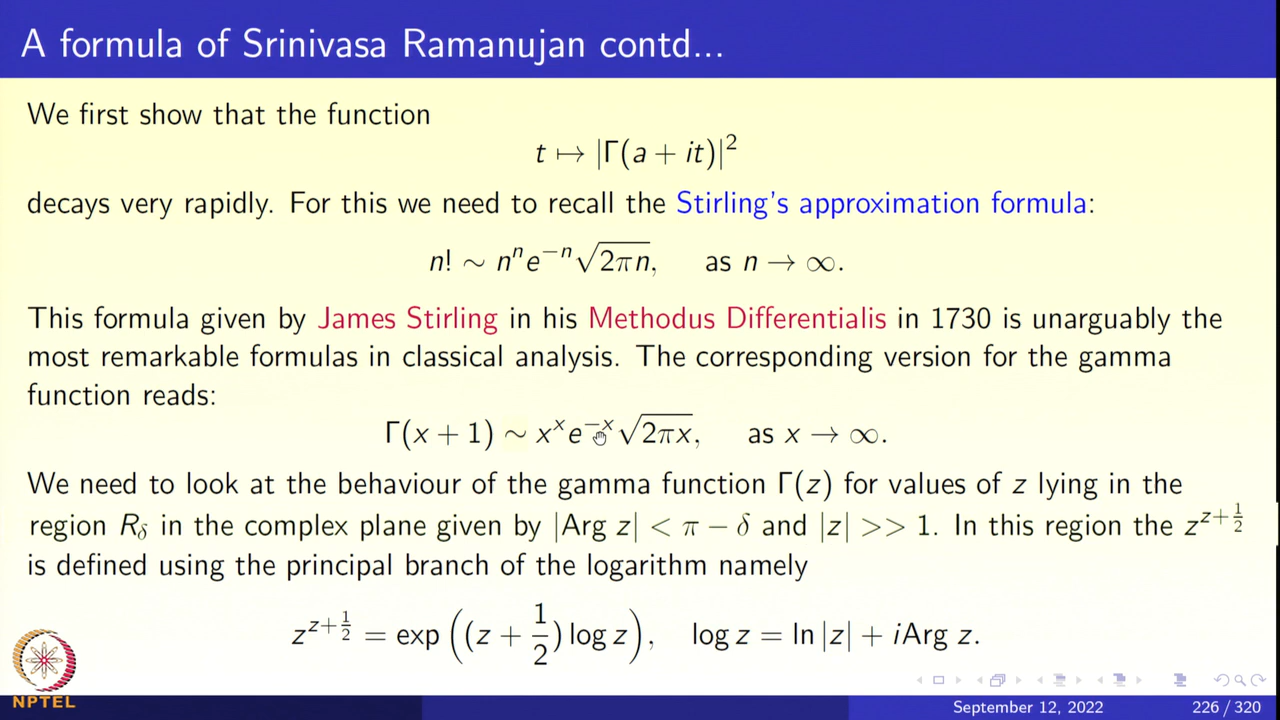 A formula of Srinivasa Ramanujan contd...
We first show that the function
t ↦ |Γ(a + it)|²
decays very rapidly. For this we need to recall the Stirling's approximation formula:
n! ∼ nⁿe⁻ⁿ√(2πn), as n → ∞.
This formula given by James Stirling in his Methodus Differentialis in 1730 is unarguably the
most remarkable formulas in classical analysis. The corresponding version for the gamma
function reads:
Γ(x + 1) ∼ xˣe⁻ˣ√(2πx), as x → ∞.
We need to look at the behaviour of the gamma function Γ(z) for values of z lying in the
region R_δ in the complex plane given by |Arg z| < π − δ and |z| >> 1. In this region the z^{z+1/2}
is defined using the principal branch of the logarithm namely
z^{z+1/2} = exp((z + 1/2) log z), log z = ln |z| + iArg z.
NPTEL
September 12, 2022 226 / 320